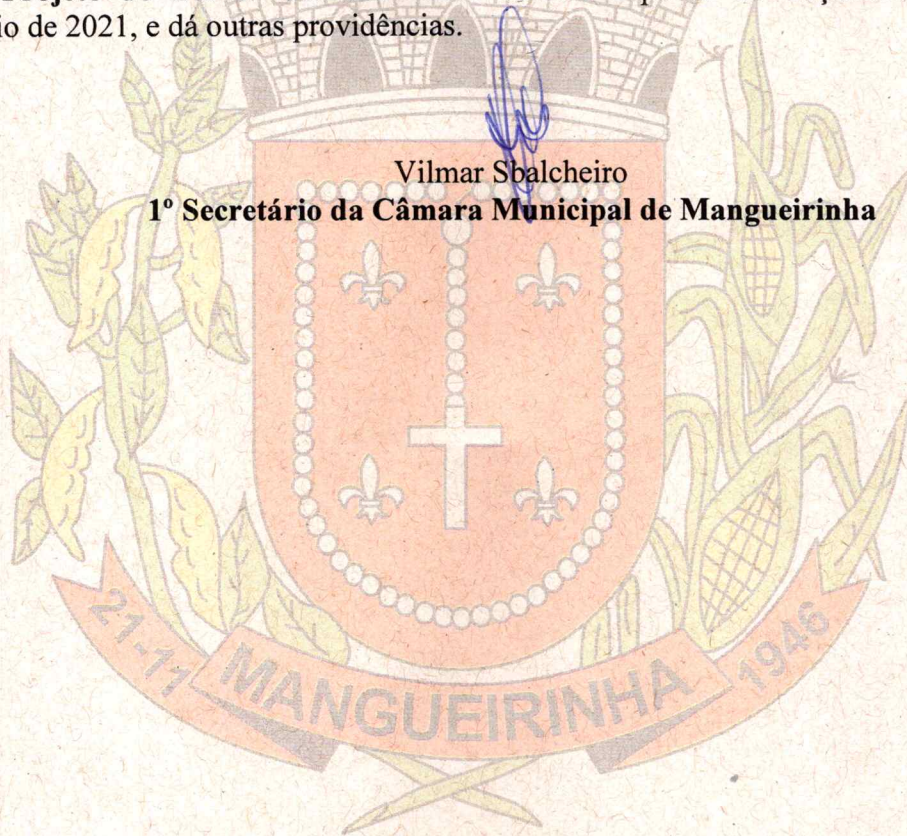 io de 2021, e dá outras providências.
Vilmar Sbalcheiro
1º Secretário da Câmara Municipal de Mangueirinha
21-11 MANGUEIRINHA 1946